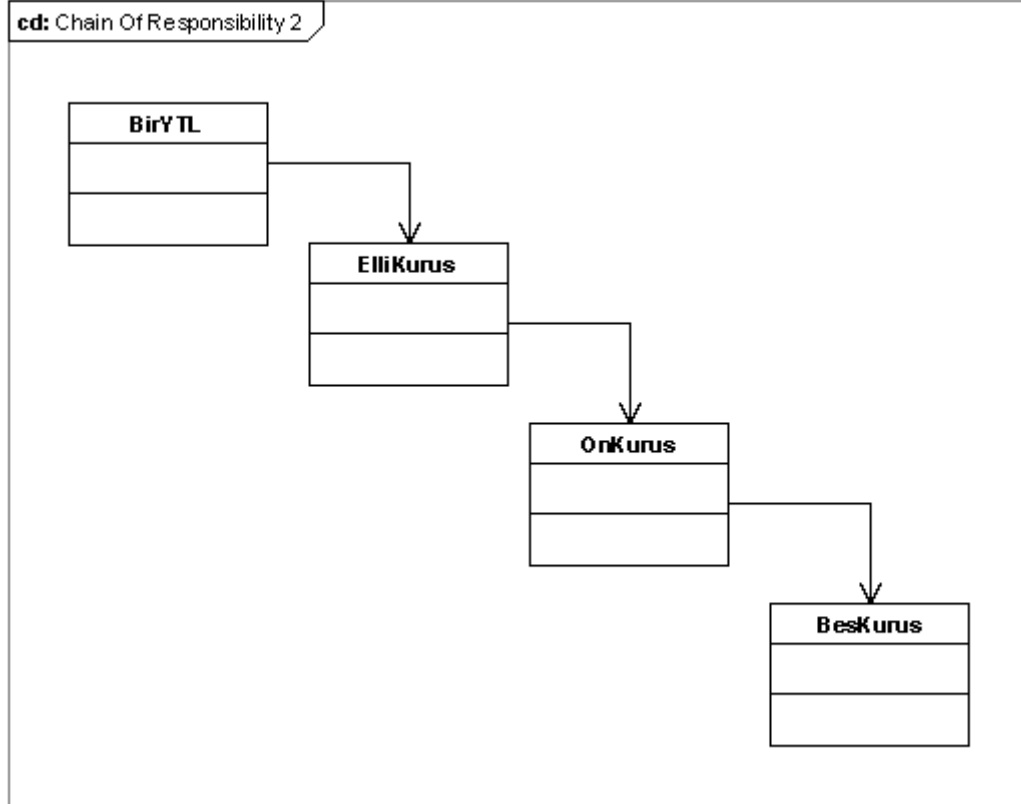 cd: Chain Of Responsibility 2
BirYTL
ElliKurus
OnKurus
BesKurus